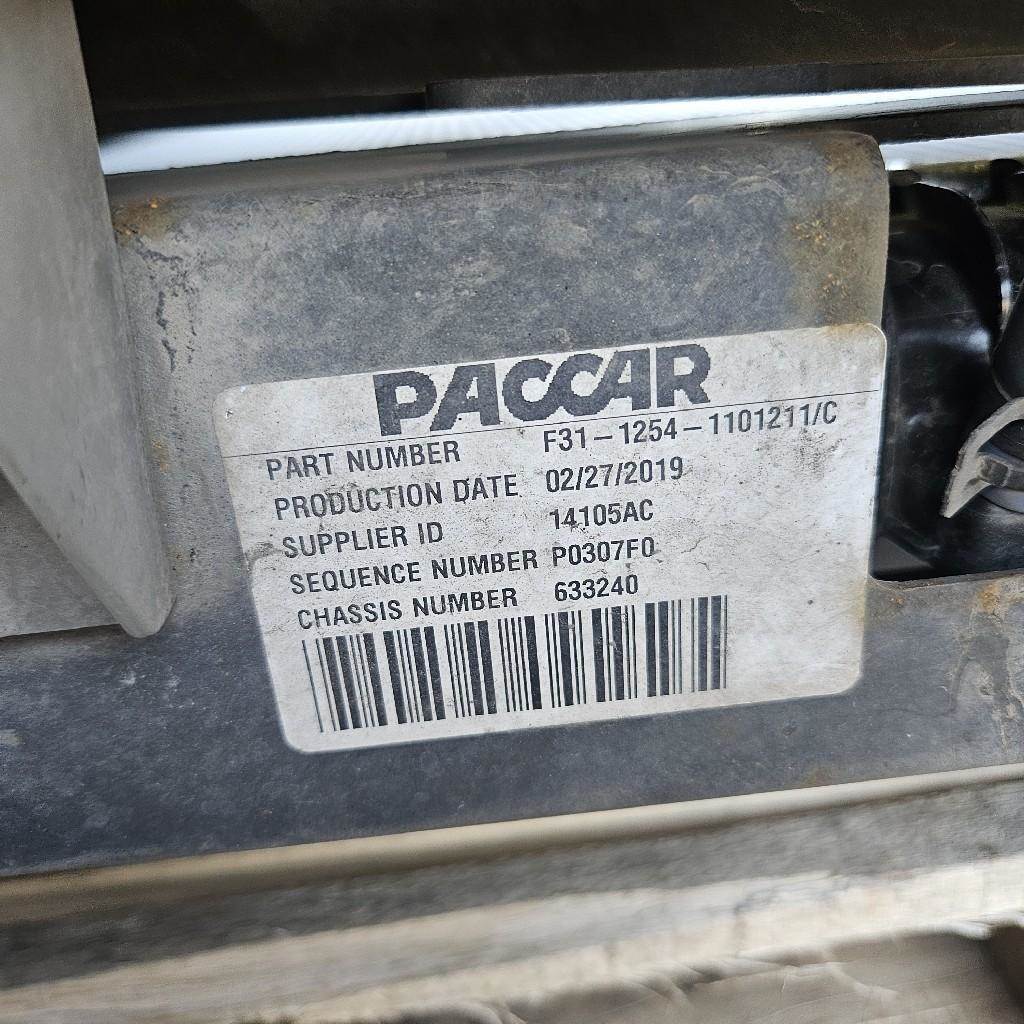 PACCAR
PART NUMBER F31-1254-1101211/C
PRODUCTION DATE 02/27/2019
SUPPLIER ID 14105AC
SEQUENCE NUMBER P0307F0
CHASSIS NUMBER 633240